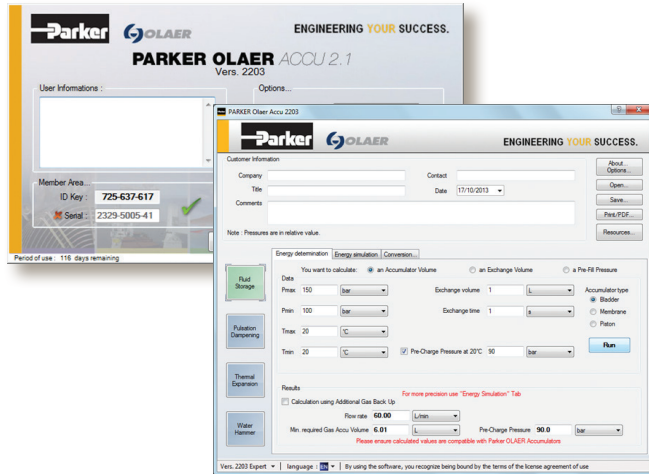 Parker OLAER ENGINEERING YOUR SUCCESS.
PARKER OLAER ACCU 2.1
Vers. 2203
User Informations :
Options...
Member Area...
ID Key : 725-637-617
Serial : 2329-5005-41
Period of use : 116 days remaining
PARKER Olaer Accu 2203
Parker OLAER ENGINEERING YOUR SUCCESS.
Customer Information
Company Contact
Title Date 17/10/2013
Comments
Note : Pressures are in relative value.
About... Options...
Open...
Save...
Print/PDF...
Resources...
Energy determination Energy simulation Conversion...
You want to calculate: an Accumulator Volume an Exchange Volume a Pre-Fill Pressure
Fluid Storage
Pulsation Dampening
Thermal Expansion
Water Hammer
Data
Pmax 150 bar Exchange volume 1 L Accumulator type
Bladder
Pmin 100 bar Exchange time 1 s Membrane
Piston
Tmax 20 °C
Run
Tmin 20 °C Pre-Charge Pressure at 20°C 90 bar
Results
For more precision use "Energy Simulation" Tab
Calculation using Additional Gas Back Up
Flow rate 60.00 L/min
Min. required Gas Accu Volume 6.01 L Pre-Charge Pressure 90.0 bar
Please ensure calculated values are compatible with Parker OLAER Accumulators
Vers. 2203 Expert language : EN By using the software, you recognize being bound by the terms of the license agreement of use